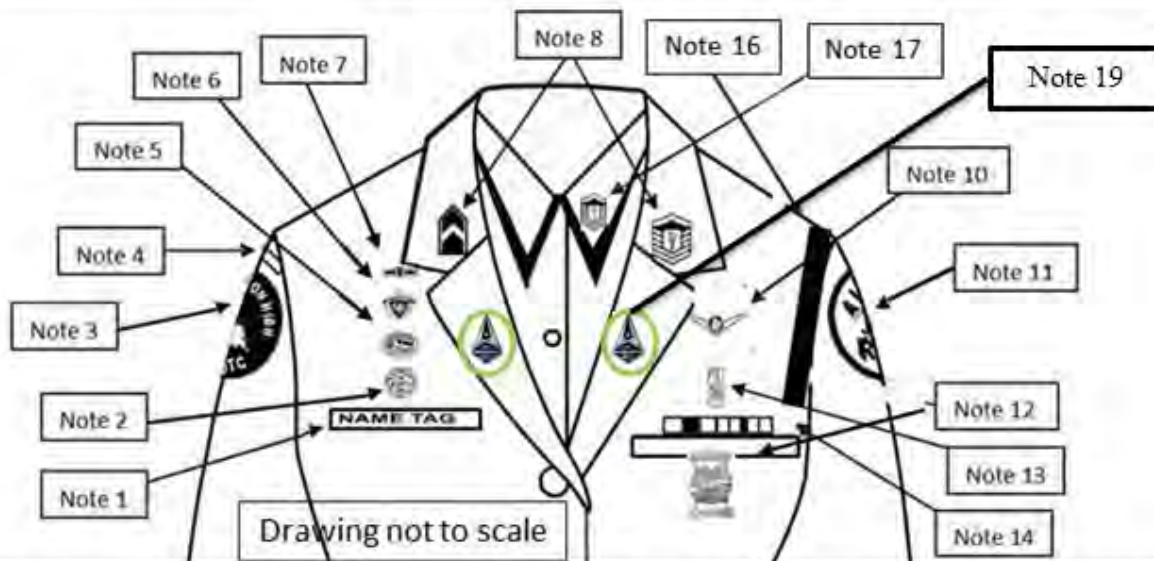 Note 8
Note 16
Note 17
Note 7
Note 6
Note 19
Note 5
Note 10
Note 4
Note 11
Note 3
Note 2
NAME TAG
Note 12
Note 1
Note 13
Drawing not to scale
Note 14